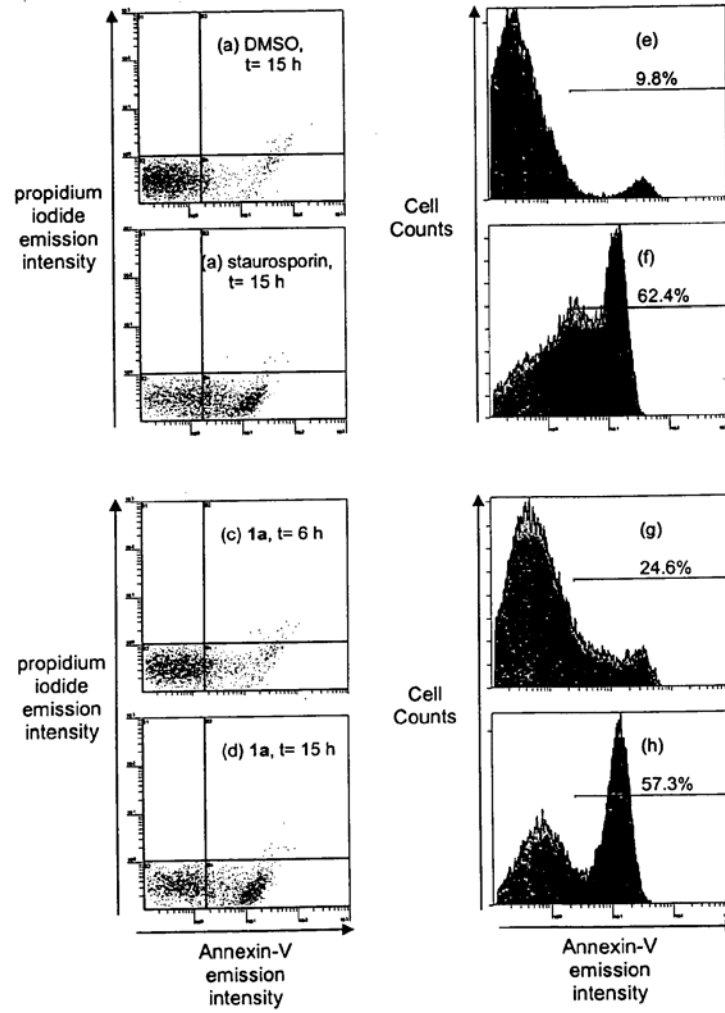 (a) DMSO,
t= 15 h
(e)
9.8%
propidium
iodide
emission
intensity
Cell
Counts
(a) staurosporin,
t= 15 h
(f)
62.4%
(c) 1a, t= 6 h
(g)
24.6%
propidium
iodide
emission
intensity
Cell
Counts
(d) 1a, t= 15 h
(h)
57.3%
Annexin-V
emission
intensity
Annexin-V
emission
intensity